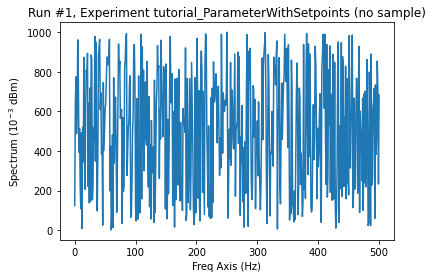 Run #1, Experiment tutorial_ParameterWithSetpoints (no sample)
1000
800
600
400
200
0
Spectrum (10⁻³ dBm)
0 100 200 300 400 500
Freq Axis (Hz)